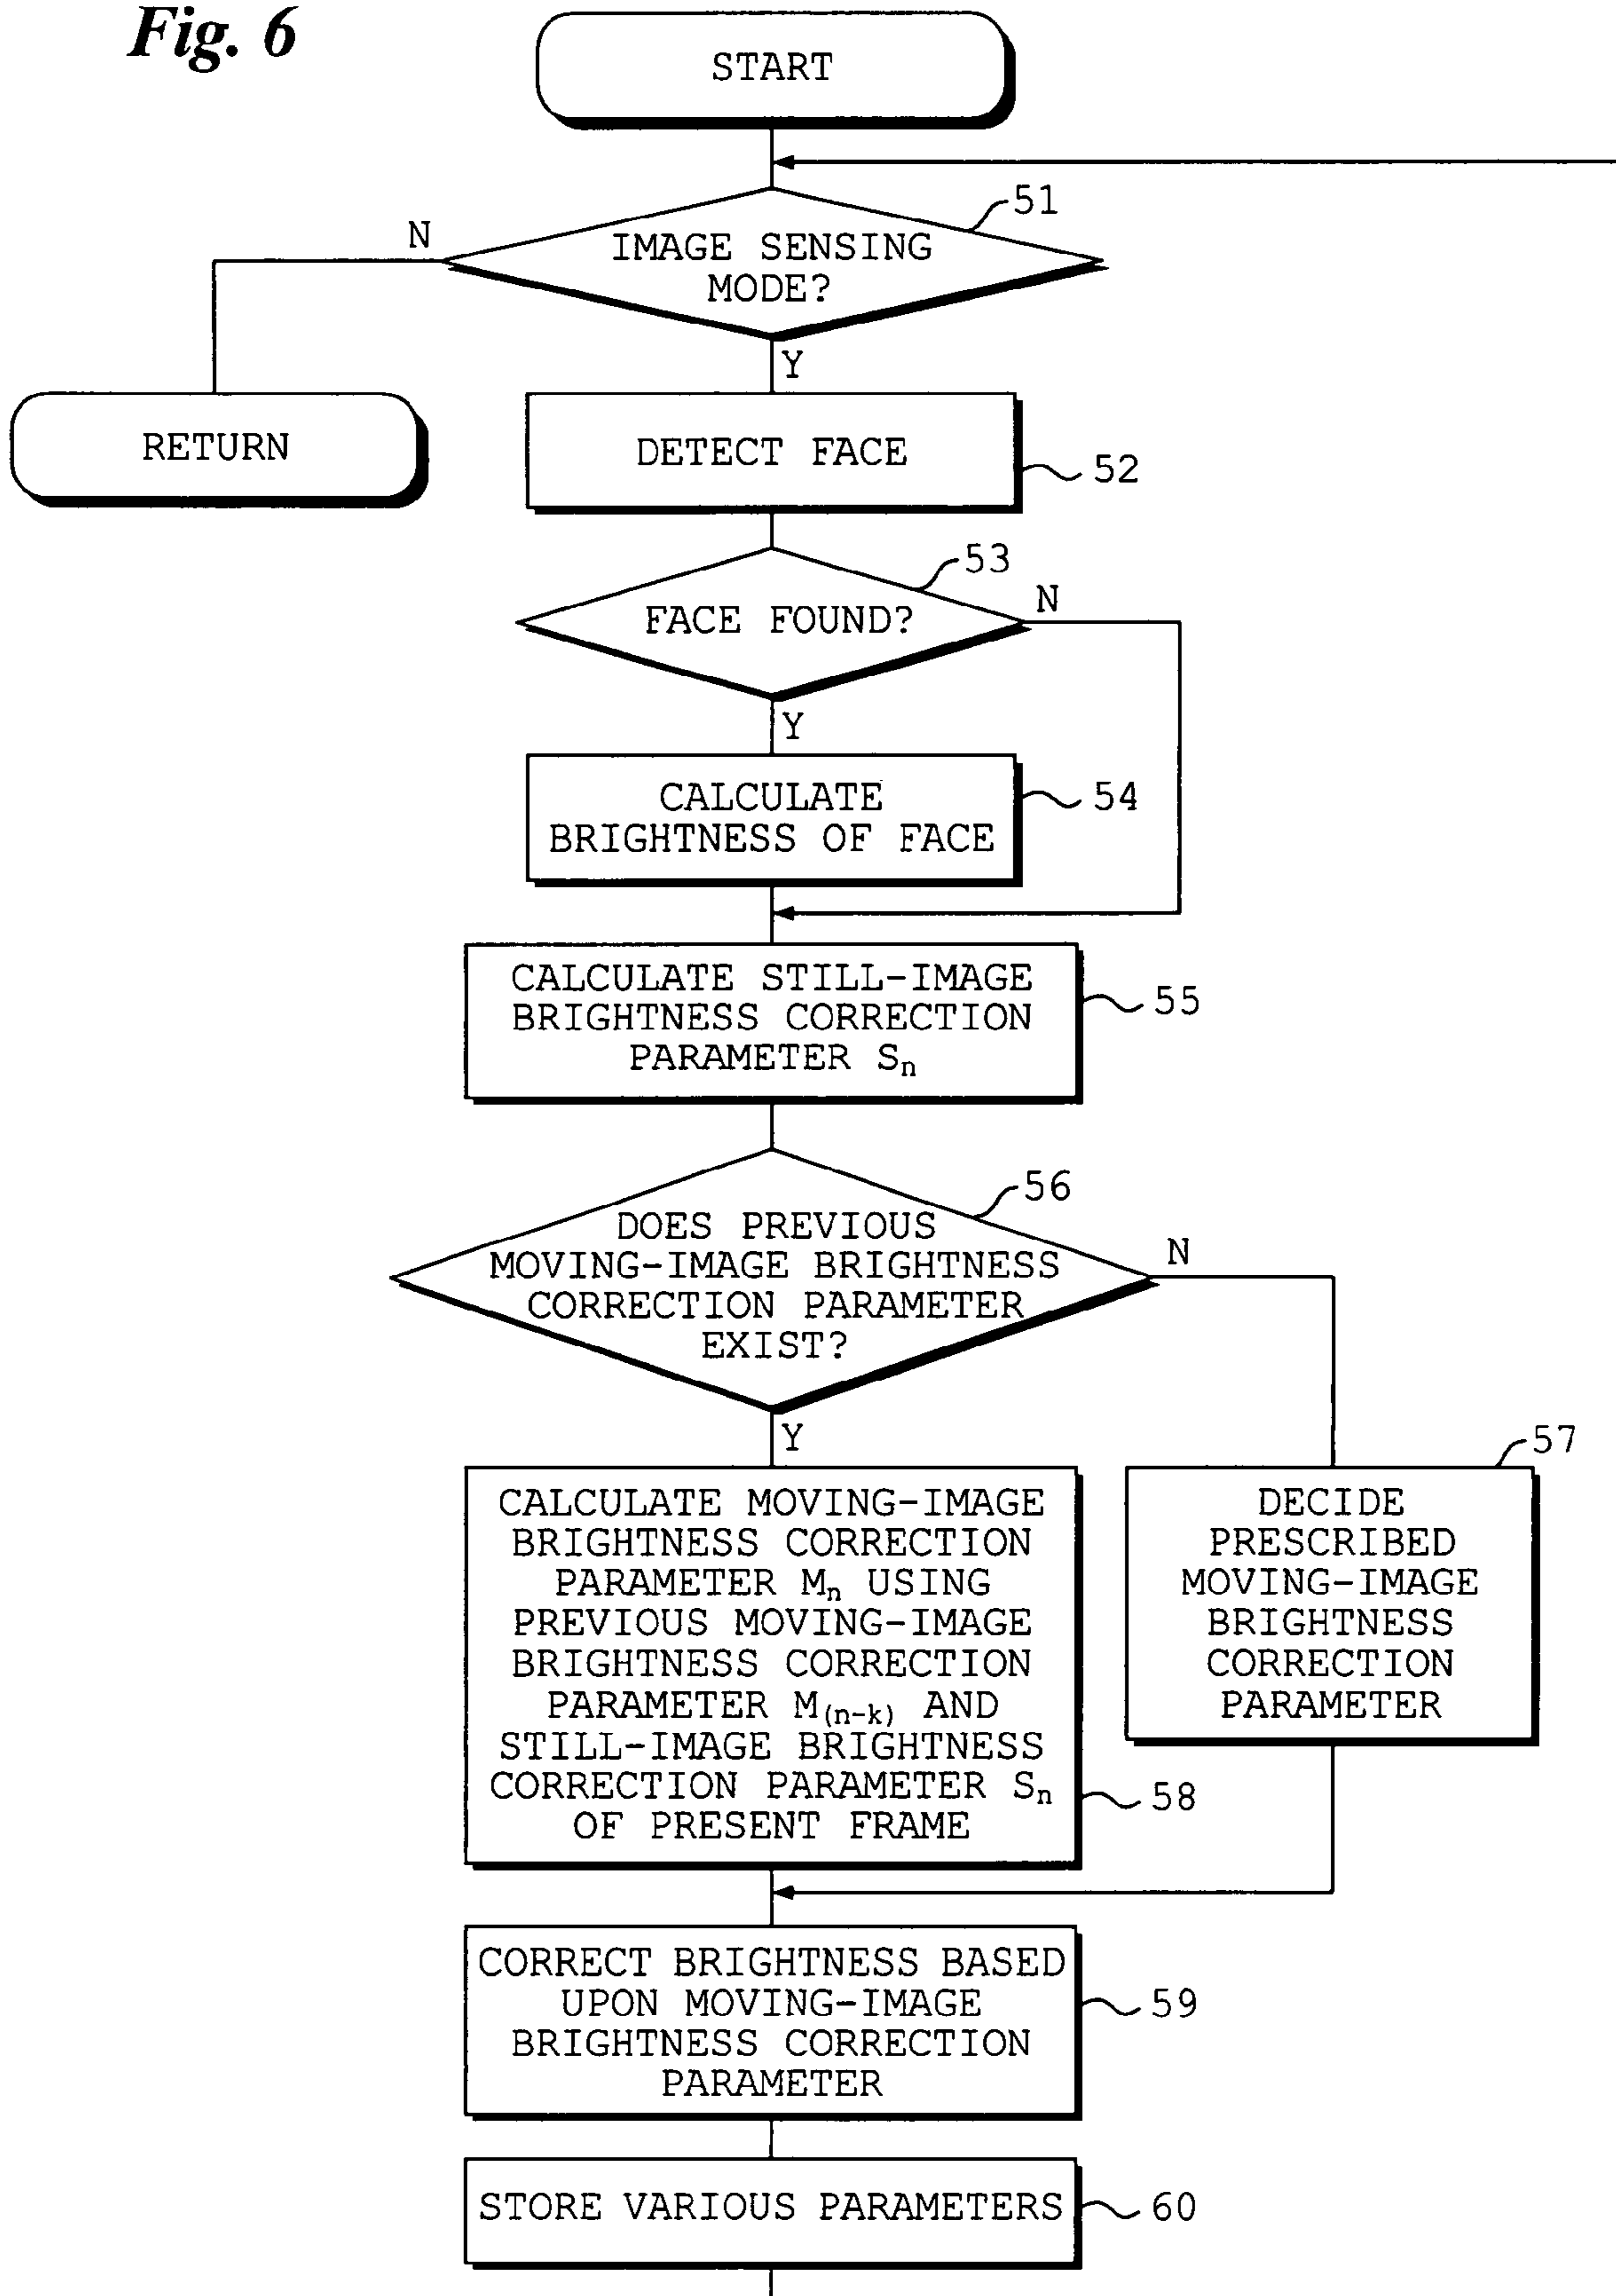 Fig. 6
START
51
N
IMAGE SENSING
MODE?
Y
RETURN
DETECT FACE
52
53
FACE FOUND?
N
Y
CALCULATE
BRIGHTNESS OF FACE
54
CALCULATE STILL-IMAGE
BRIGHTNESS CORRECTION
PARAMETER Sn
55
56
DOES PREVIOUS
MOVING-IMAGE BRIGHTNESS
CORRECTION PARAMETER
EXIST?
N
Y
57
CALCULATE MOVING-IMAGE
BRIGHTNESS CORRECTION
PARAMETER Mn USING
PREVIOUS MOVING-IMAGE
BRIGHTNESS CORRECTION
PARAMETER M(n-k) AND
STILL-IMAGE BRIGHTNESS
CORRECTION PARAMETER Sn
OF PRESENT FRAME
58
DECIDE
PRESCRIBED
MOVING-IMAGE
BRIGHTNESS
CORRECTION
PARAMETER
CORRECT BRIGHTNESS BASED
UPON MOVING-IMAGE
BRIGHTNESS CORRECTION
PARAMETER
59
STORE VARIOUS PARAMETERS
60